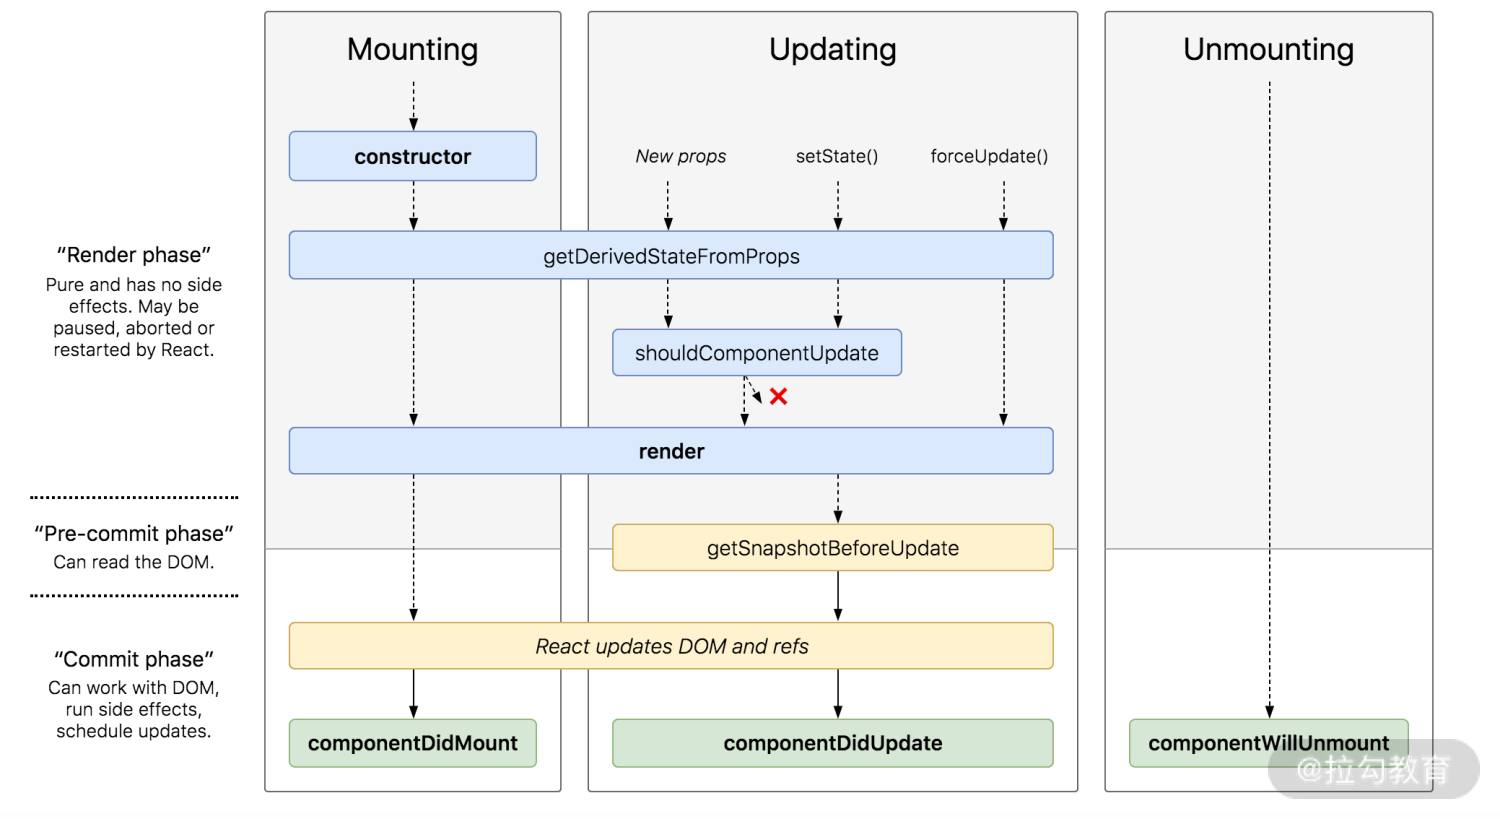 Mounting
Updating
Unmounting
constructor
New props
setState()
forceUpdate()
getDerivedStateFromProps
“Render phase”
Pure and has no side
effects. May be
paused, aborted or
restarted by React.
shouldComponentUpdate
render
“Pre-commit phase”
Can read the DOM.
getSnapshotBeforeUpdate
React updates DOM and refs
“Commit phase”
Can work with DOM,
run side effects,
schedule updates.
componentDidMount
componentDidUpdate
componentWillUnmount
@拉勾教育